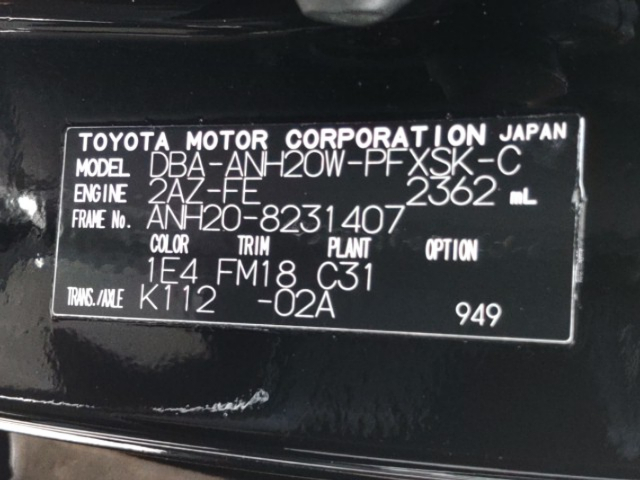 TOYOTA MOTOR CORPORATION JAPAN
MODEL DBA-ANH20W-PFXSK-C
ENGINE 2AZ-FE 2362 mL
FRAME No. ANH20-8231407
COLOR TRIM PLANT OPTION
1E4 FM18 C31
TRANS./AXLE K112 -02A 949